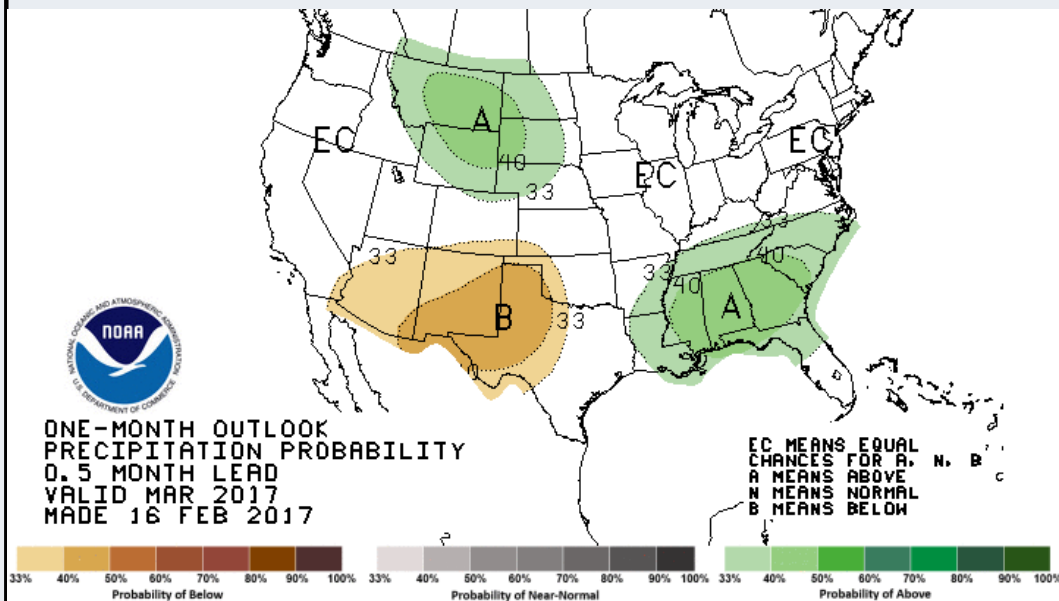 A
EC
EC
EC
40
33
33
33
40
33
40
33
B
A
NOAA
NATIONAL OCEANIC AND ATMOSPHERIC ADMINISTRATION
U.S. DEPARTMENT OF COMMERCE
ONE-MONTH OUTLOOK
PRECIPITATION PROBABILITY
0.5 MONTH LEAD
VALID MAR 2017
MADE 16 FEB 2017
EC MEANS EQUAL
CHANCES FOR A, N, B
A MEANS ABOVE
N MEANS NORMAL
B MEANS BELOW
33% 40% 50% 60% 70% 80% 90% 100%
Probability of Below
33% 40% 50% 60% 70% 80% 90% 100%
Probability of Near-Normal
33% 40% 50% 60% 70% 80% 90% 100%
Probability of Above